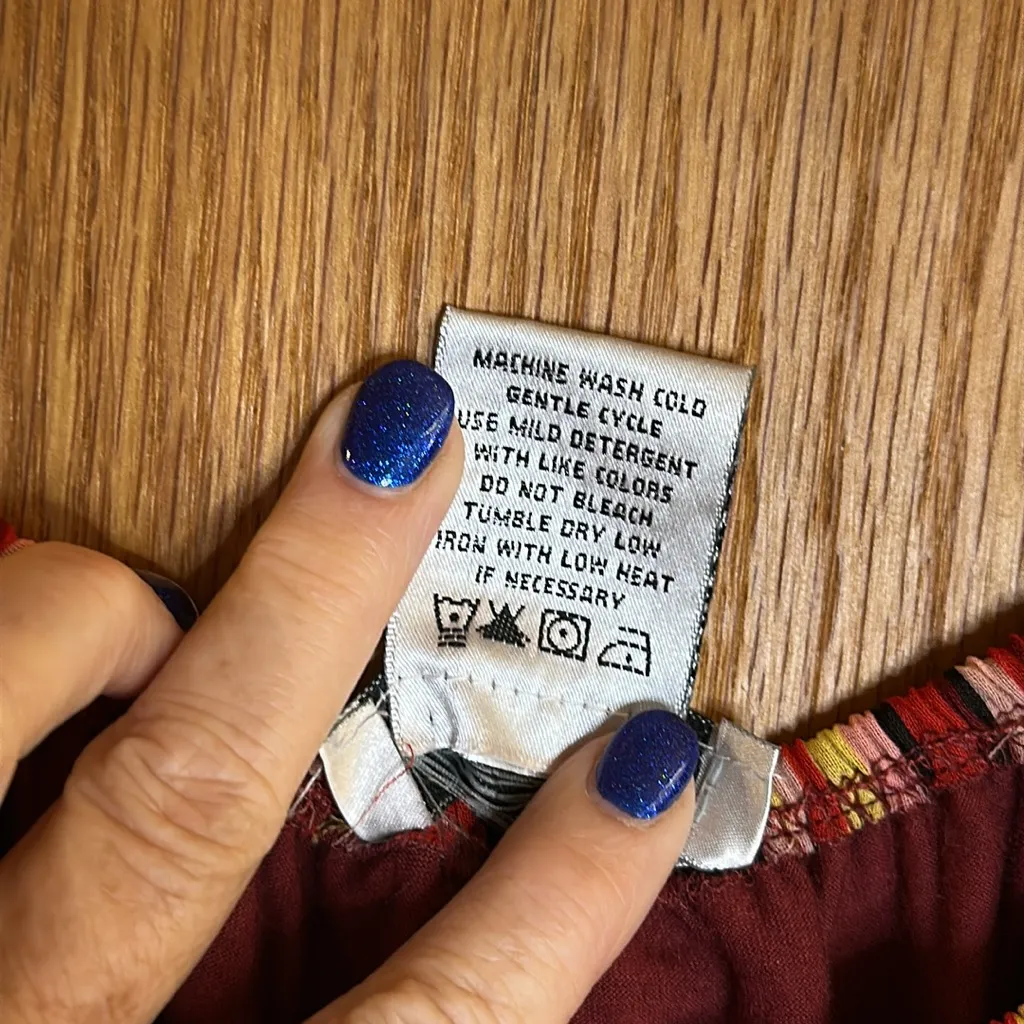 MACHINE WASH COLD
GENTLE CYCLE
USE MILD DETERGENT
WITH LIKE COLORS
DO NOT BLEACH
TUMBLE DRY LOW
IRON WITH LOW HEAT
IF NECESSARY